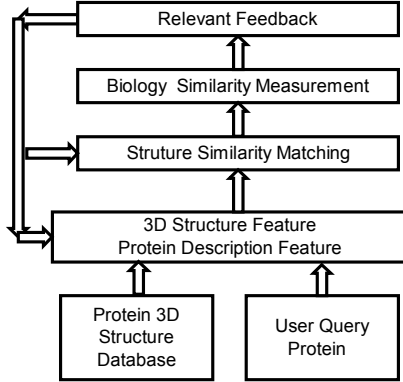 Relevant Feedback
Biology Similarity Measurement
Struture Similarity Matching
3D Structure Feature
Protein Description Feature
Protein 3D
Structure
Database
User Query
Protein